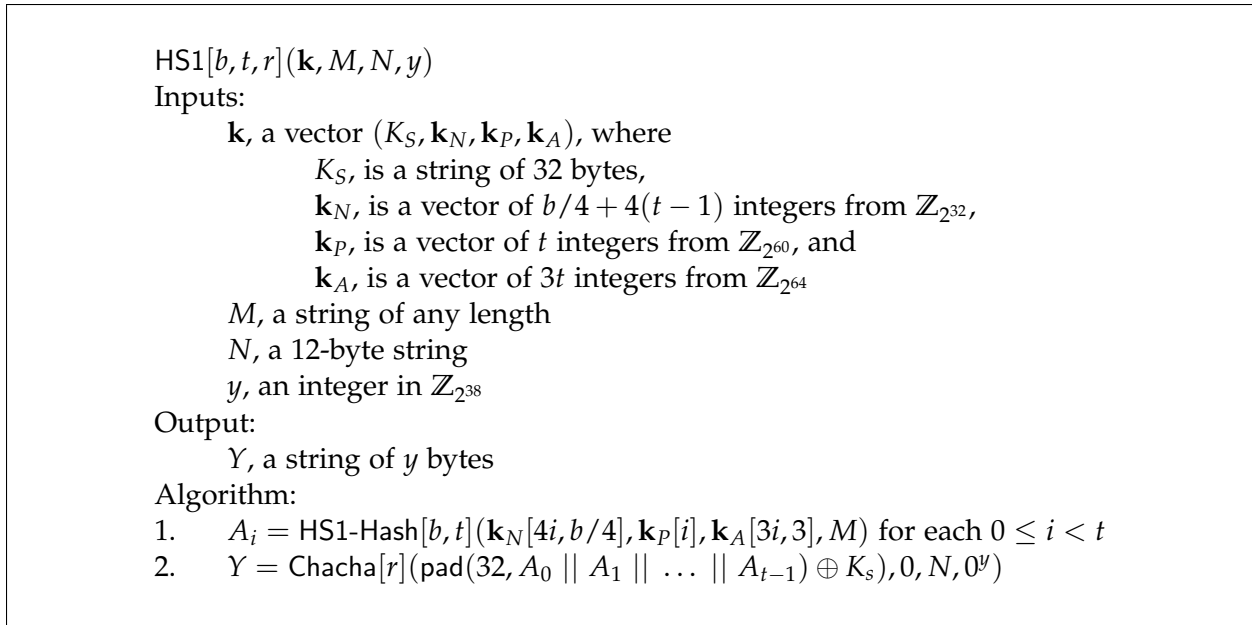 HS1[b, t, r](k, M, N, y)
Inputs:
k, a vector (K_S, k_N, k_P, k_A), where
K_S, is a string of 32 bytes,
k_N, is a vector of b/4 + 4(t − 1) integers from ℤ_{2^{32}},
k_P, is a vector of t integers from ℤ_{2^{60}}, and
k_A, is a vector of 3t integers from ℤ_{2^{64}}
M, a string of any length
N, a 12-byte string
y, an integer in ℤ_{2^{38}}
Output:
Y, a string of y bytes
Algorithm:
1. A_i = HS1-Hash[b, t](k_N[4i, b/4], k_P[i], k_A[3i, 3], M) for each 0 ≤ i < t
2. Y = Chacha[r](pad(32, A_0 || A_1 || … || A_{t−1}) ⊕ K_s), 0, N, 0^y)